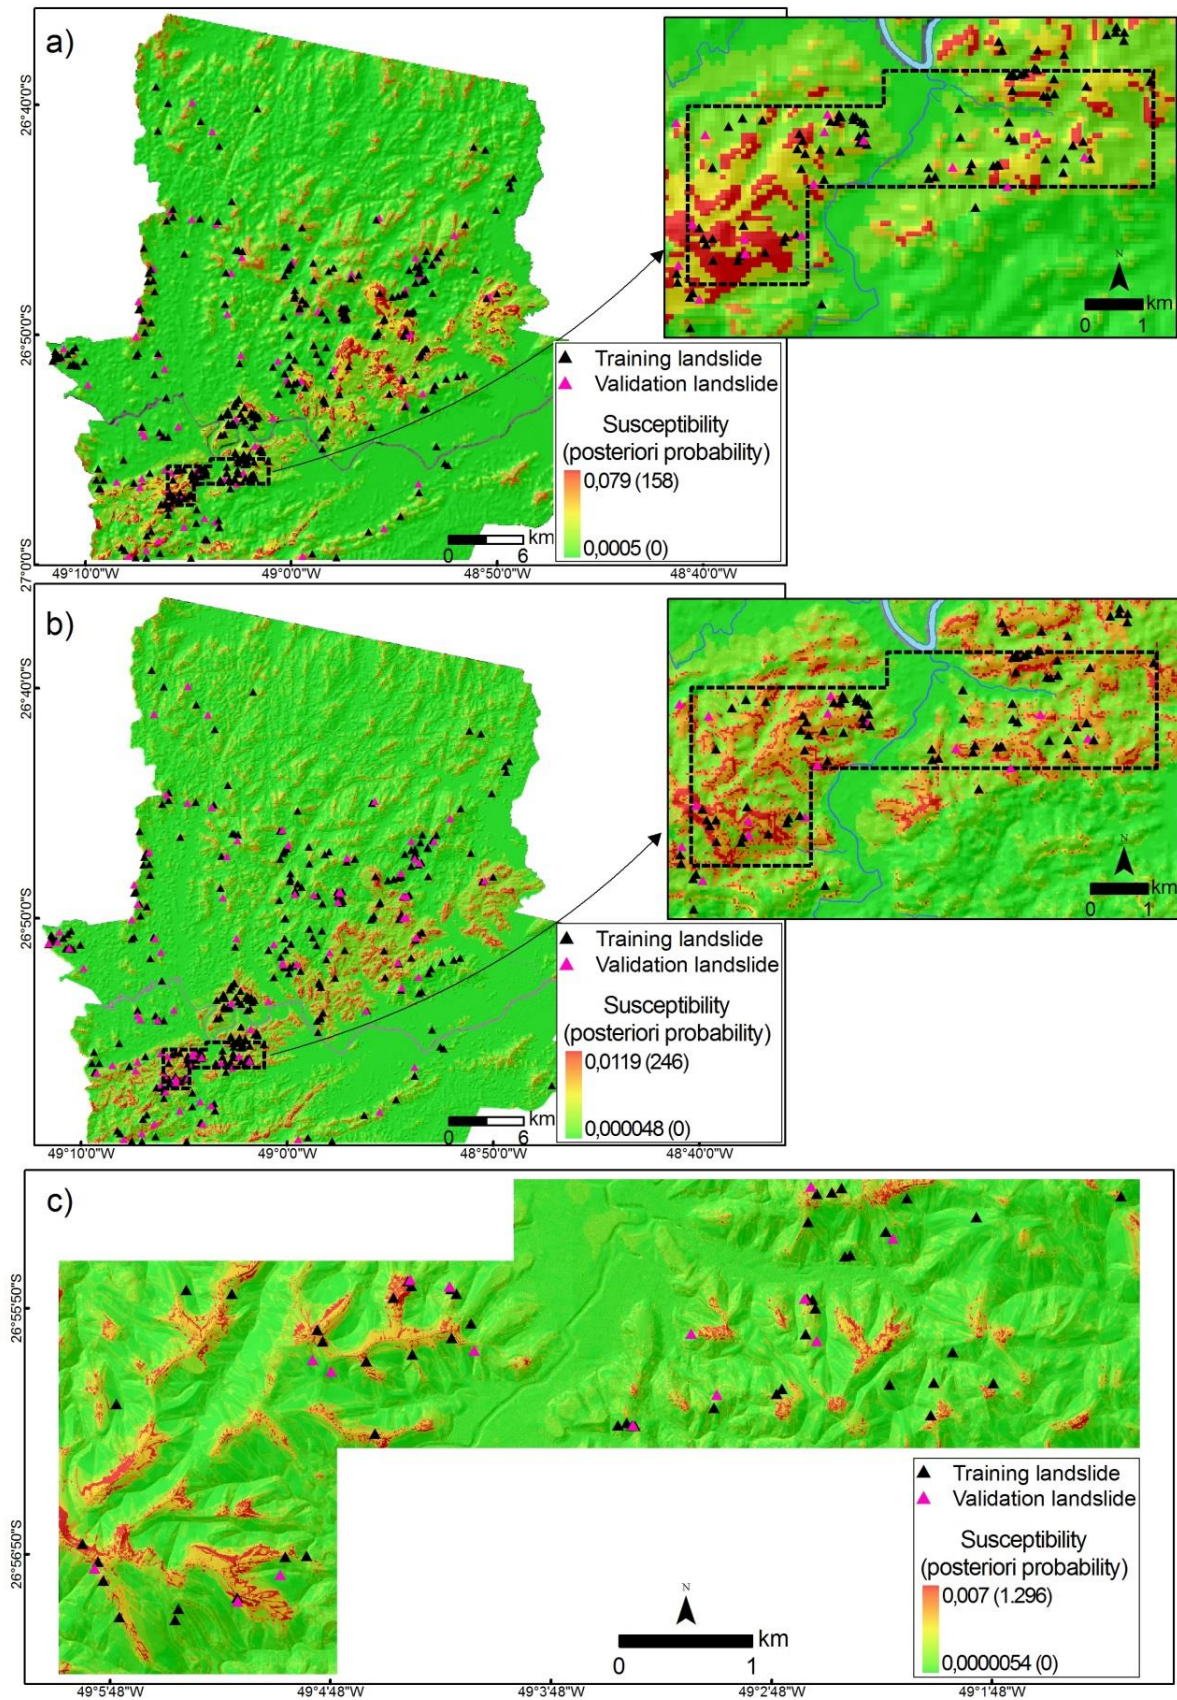 a)
26°40'S
26°50'S
27°0'0"S
49°10'0"W
49°0'0"W
48°50'0"W
48°40'0"W
km
0 6
N
km
0 1
Training landslide
Validation landslide
Susceptibility
(posteriori probability)
0,079 (158)
0,0005 (0)
b)
26°40'S
26°50'S
49°10'0"W
49°0'0"W
48°50'0"W
48°40'0"W
km
0 6
N
km
0 1
Training landslide
Validation landslide
Susceptibility
(posteriori probability)
0,0119 (246)
0,000048 (0)
c)
26°55'50"S
26°56'50"S
49°5'48"W
49°4'48"W
49°3'48"W
49°2'48"W
49°1'48"W
N
km
0 1
Training landslide
Validation landslide
Susceptibility
(posteriori probability)
0,007 (1.296)
0,0000054 (0)